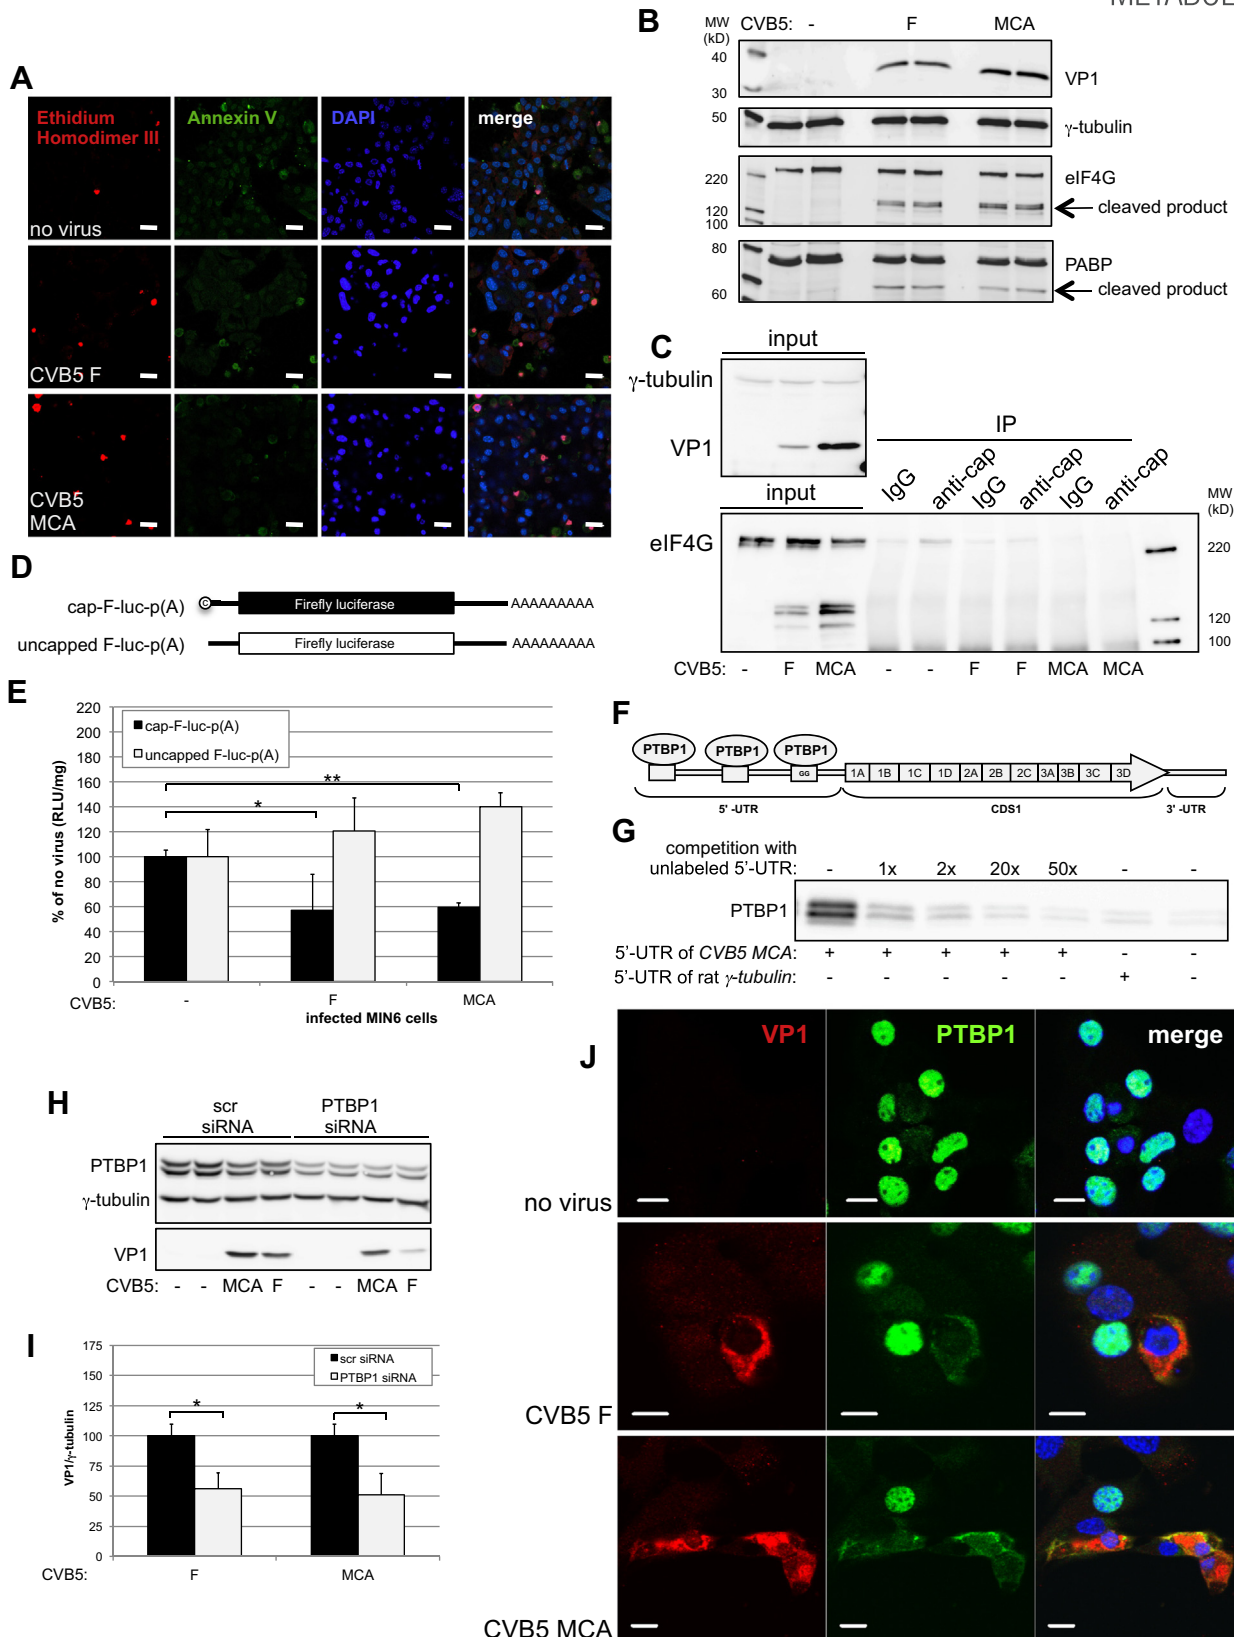 A
Ethidium
Homodimer III
Annexin V
DAPI
merge
no virus
CVB5 F
CVB5
MCA
B
MW
(kD)
CVB5: - F MCA
40
30
VP1
50
γ-tubulin
220
120
100
eIF4G
cleaved product
80
60
PABP
cleaved product
C
input
γ-tubulin
VP1
IP
input
IgG
anti-cap
IgG
anti-cap
IgG
anti-cap
MW
(kD)
eIF4G
220
120
100
CVB5: - F MCA - - F F MCA MCA
D
cap-F-luc-p(A)
C
Firefly luciferase
AAAAAAAAA
uncapped F-luc-p(A)
Firefly luciferase
AAAAAAAAA
E
% of no virus (RLU/mg)
220
200
180
160
140
120
100
80
60
40
20
0
cap-F-luc-p(A)
uncapped F-luc-p(A)
**
*
CVB5: - F MCA
infected MIN6 cells
F
PTBP1 PTBP1 PTBP1
GG
1A 1B 1C 1D 2A 2B 2C 3A 3B 3C 3D
5' -UTR CDS1 3' -UTR
G
competition with
unlabeled 5'-UTR: - 1x 2x 20x 50x - -
PTBP1
5'-UTR of CVB5 MCA: + + + + + - -
5'-UTR of rat γ-tubulin: - - - - - + -
H
scr
siRNA
PTBP1
siRNA
PTBP1
γ-tubulin
VP1
CVB5: - - MCA F - - MCA F
I
VP1/γ-tubulin
175
150
125
100
75
50
25
0
scr siRNA
PTBP1 siRNA
*
*
CVB5: F MCA
J
VP1
PTBP1
merge
no virus
CVB5 F
CVB5 MCA